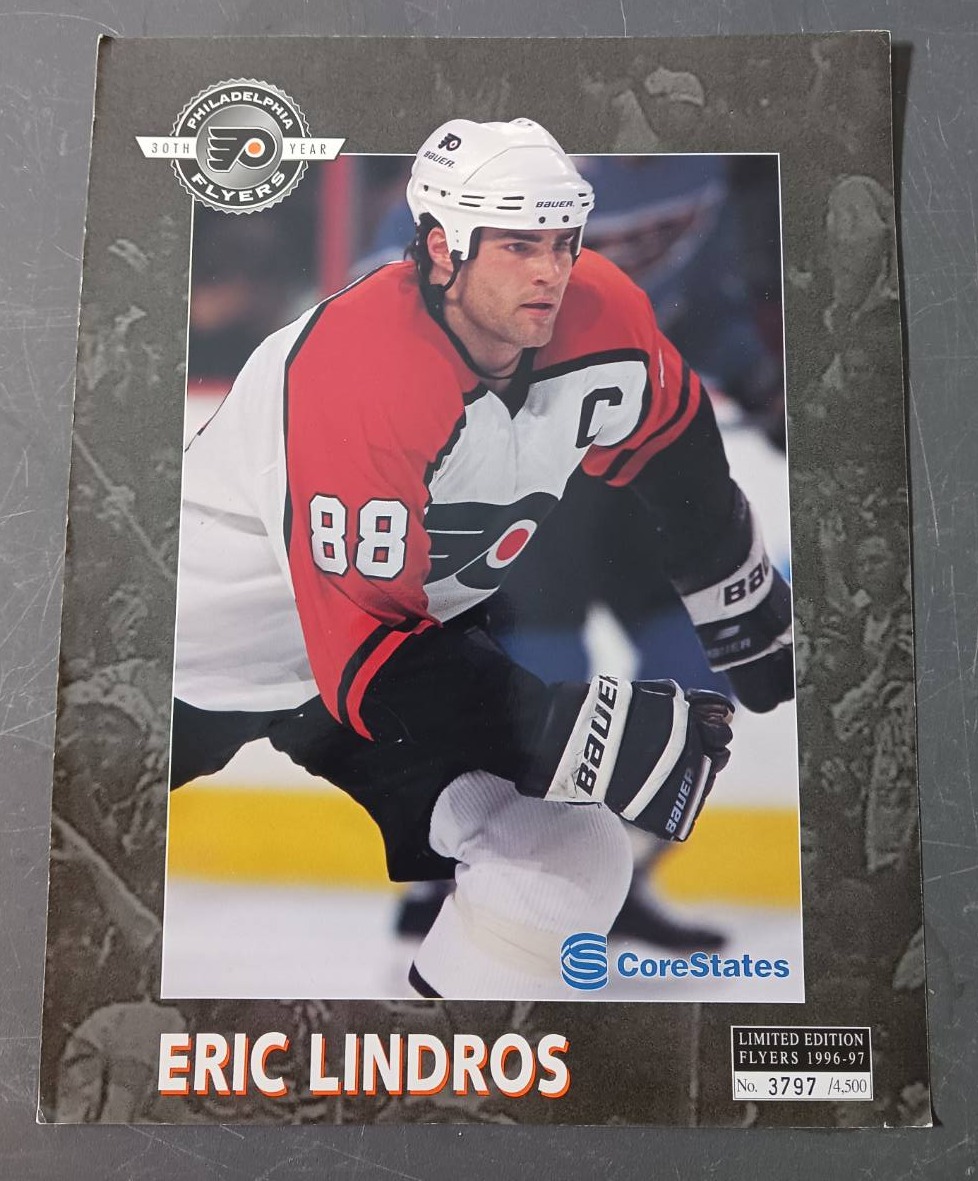 PHILADELPHIA
30TH YEAR
FLYERS
BAUER.
BAUER.
C
88
BAUER
BAUER
BAUER
CoreStates
ERIC LINDROS
LIMITED EDITION
FLYERS 1996-97
No. 3797 /4,500